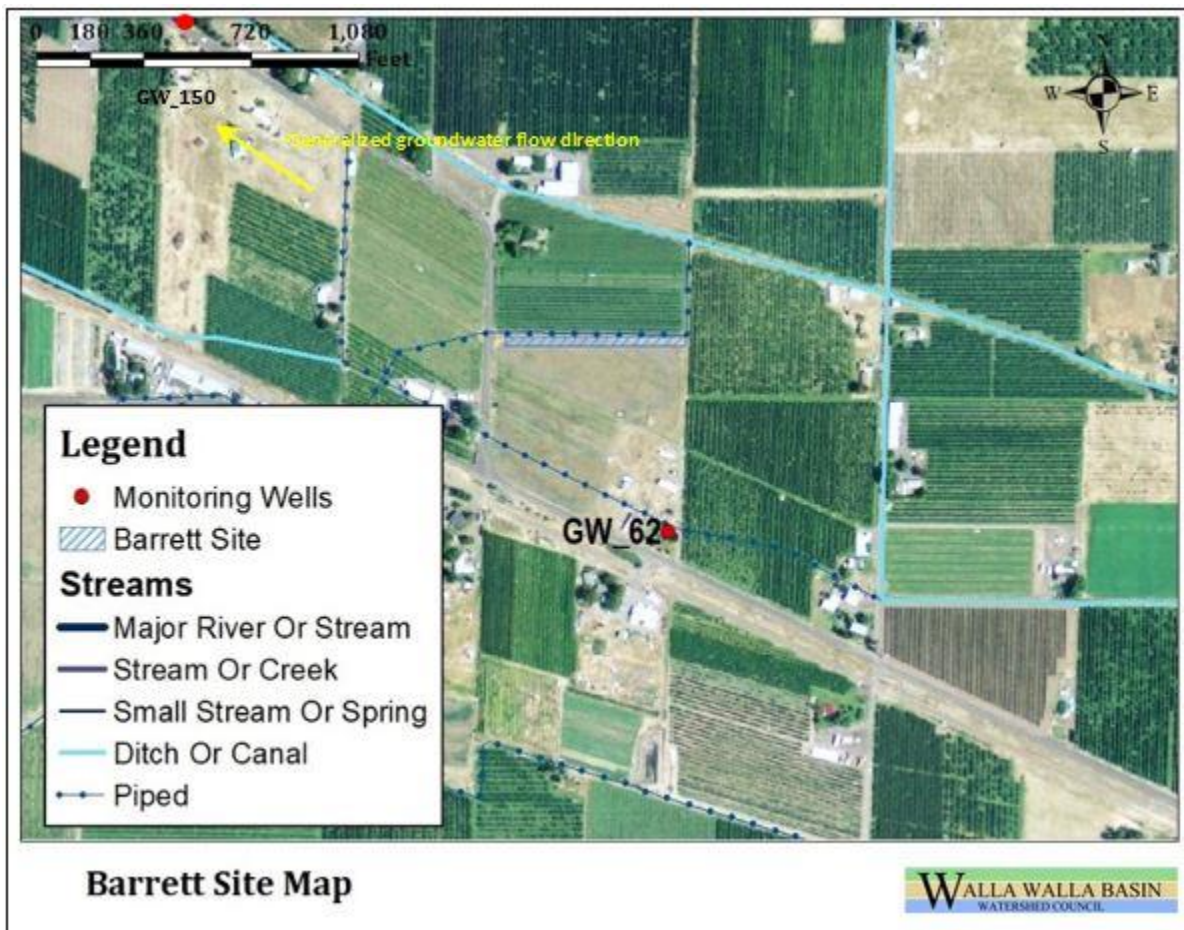 0 180 360 720 1,080
Feet
GW_150
Generalized groundwater flow direction
N
W E
S
GW_62
Legend
Monitoring Wells
Barrett Site
Streams
Major River Or Stream
Stream Or Creek
Small Stream Or Spring
Ditch Or Canal
Piped
Barrett Site Map
WALLA WALLA BASIN
WATERSHED COUNCIL